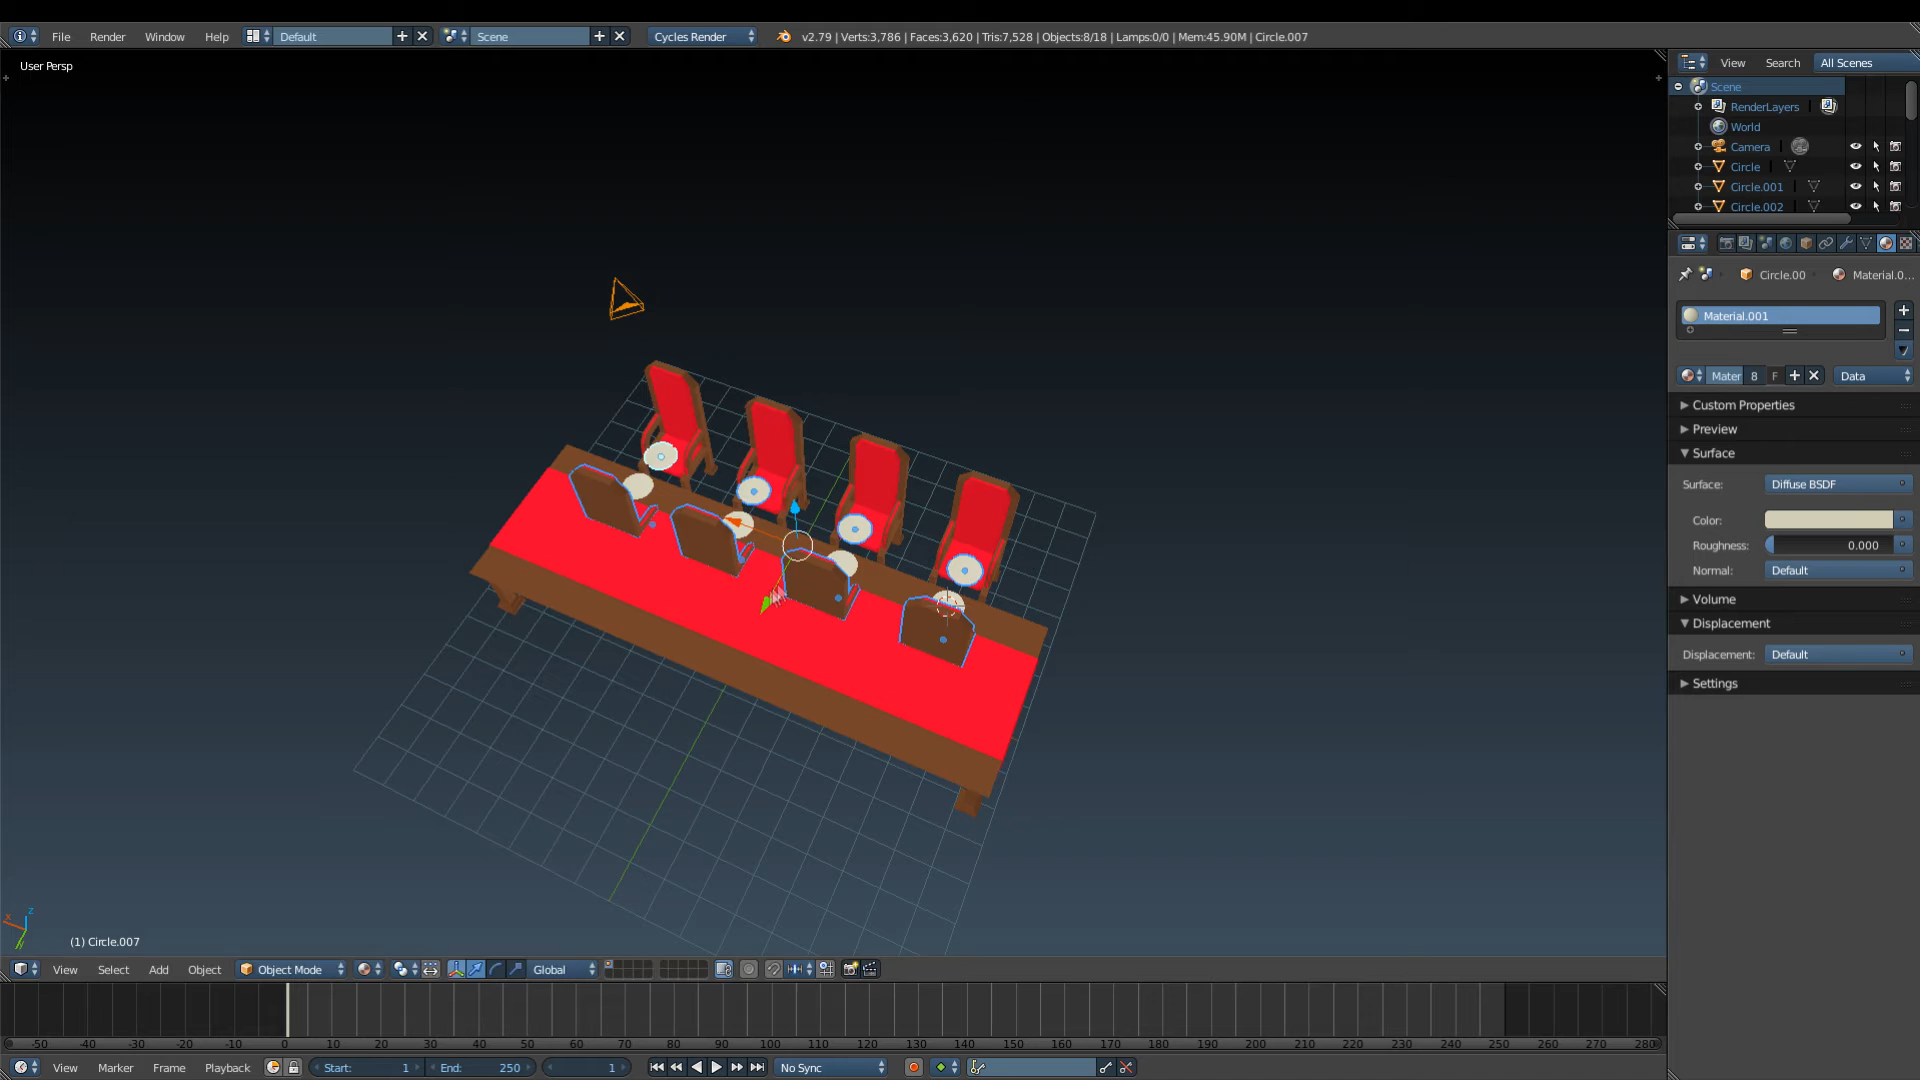 File Render Window Help Default Scene Cycles Render v2.79 | Verts:3,786 | Faces:3,620 | Tris:7,528 | Objects:8/18 | Lamps:0/0 | Mem:45.90M | Circle.007
User Persp
View Search All Scenes
Scene
RenderLayers
World
Camera
Circle
Circle.001
Circle.002
Circle.00 Material.0...
Material.001
Mater 8 F Data
Custom Properties
Preview
Surface
Surface: Diffuse BSDF
Color:
Roughness: 0.000
Normal: Default
Volume
Displacement
Displacement: Default
Settings
x z y
(1) Circle.007
View Select Add Object Object Mode Global
-50 -40 -30 -20 -10 0 10 20 30 40 50 60 70 80 90 100 110 120 130 140 150 160 170 180 190 200 210 220 230 240 250 260 270 280
View Marker Frame Playback Start: 1 End: 250 1 No Sync